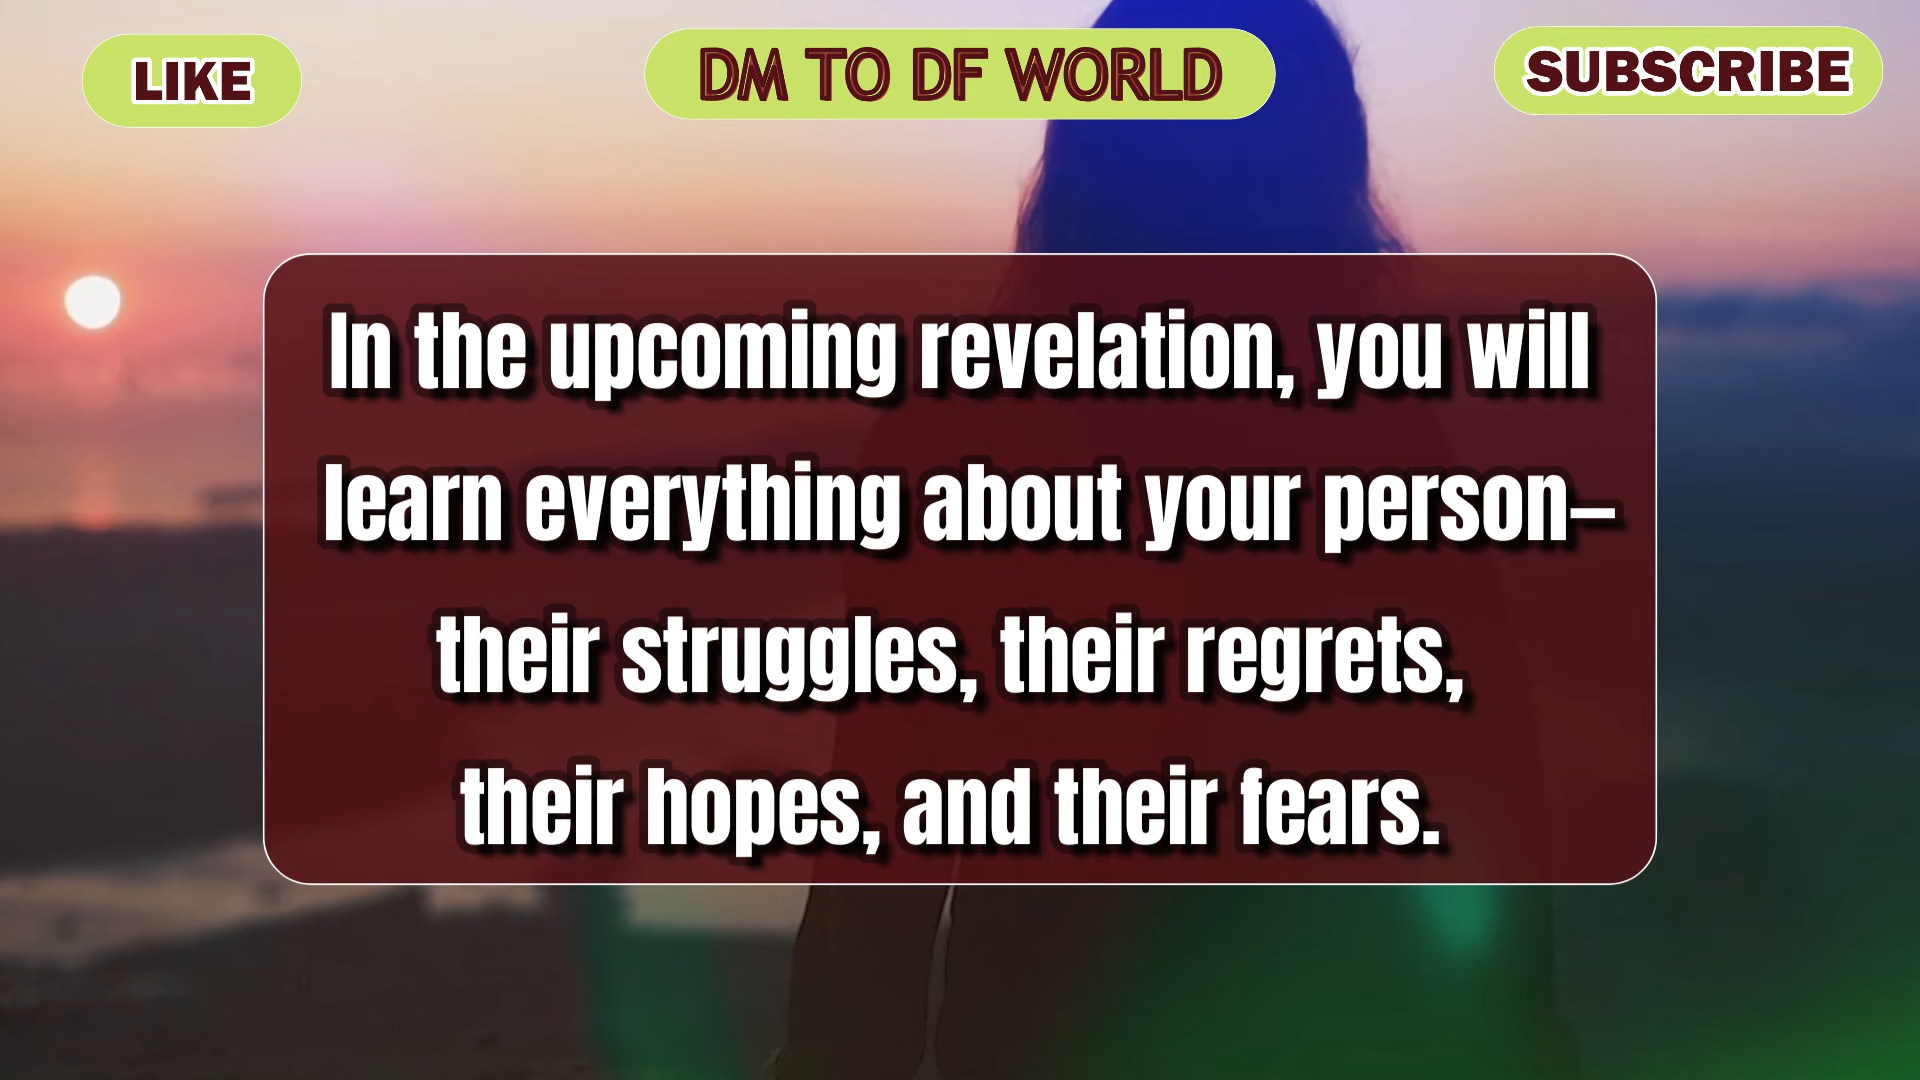 LIKE
DM TO DF WORLD
SUBSCRIBE
In the upcoming revelation, you will
learn everything about your person—
their struggles, their regrets,
their hopes, and their fears.